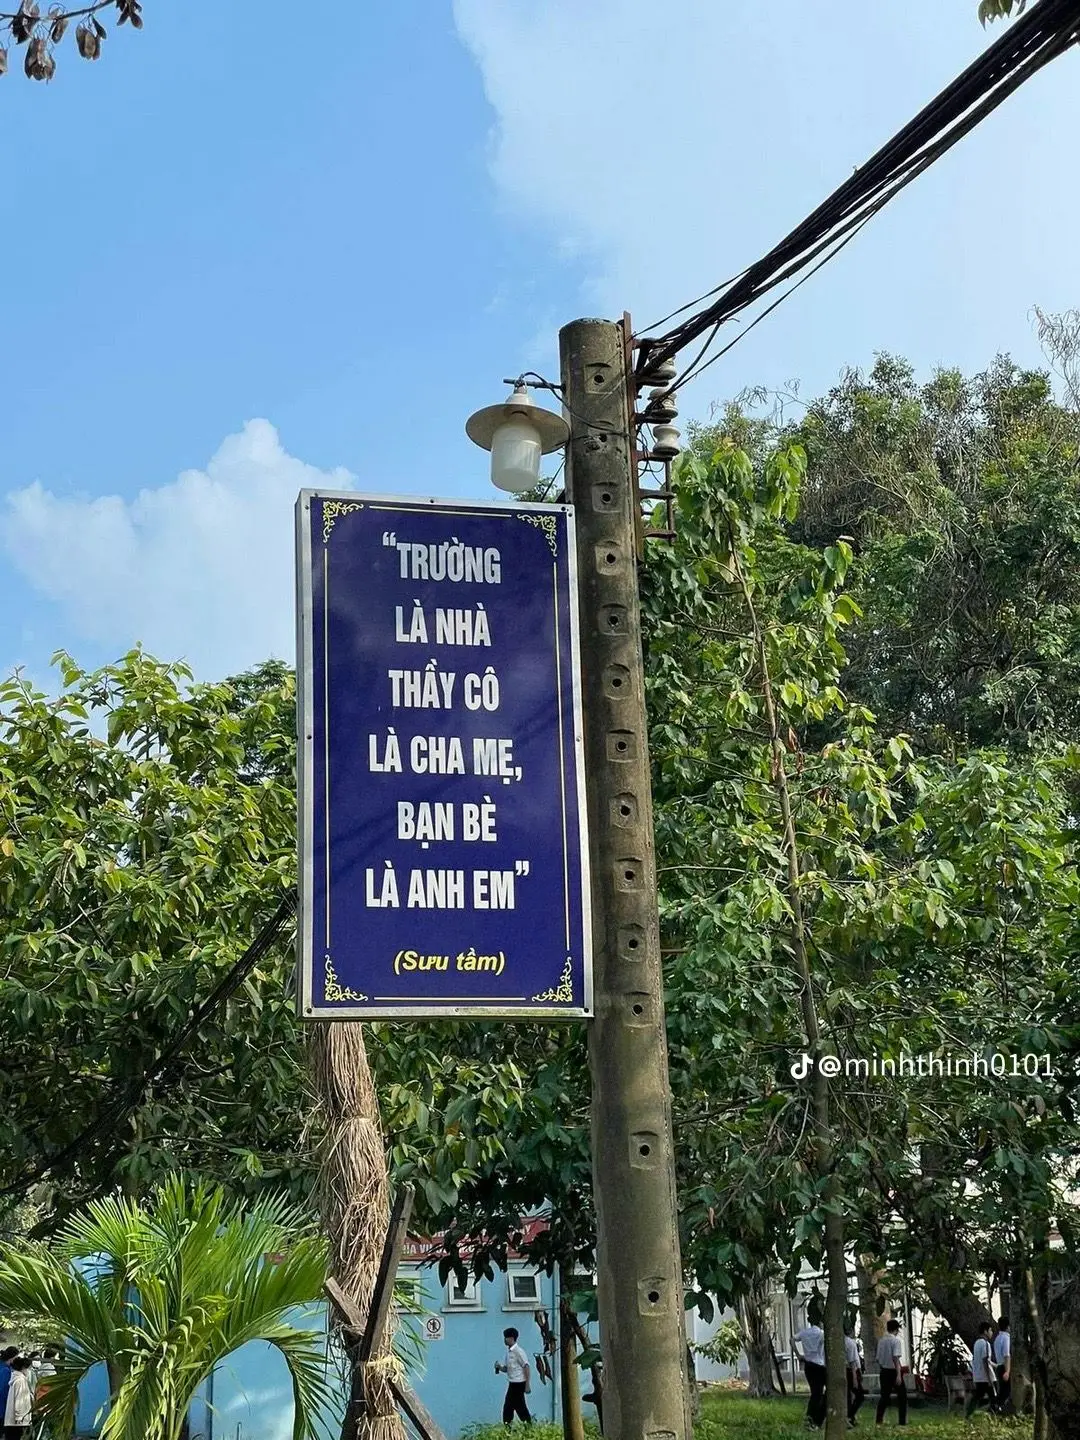 “TRƯỜNG
LÀ NHÀ
THẦY CÔ
LÀ CHA MẸ,
BẠN BÈ
LÀ ANH EM”
(Sưu tầm)
@minhthinh0101